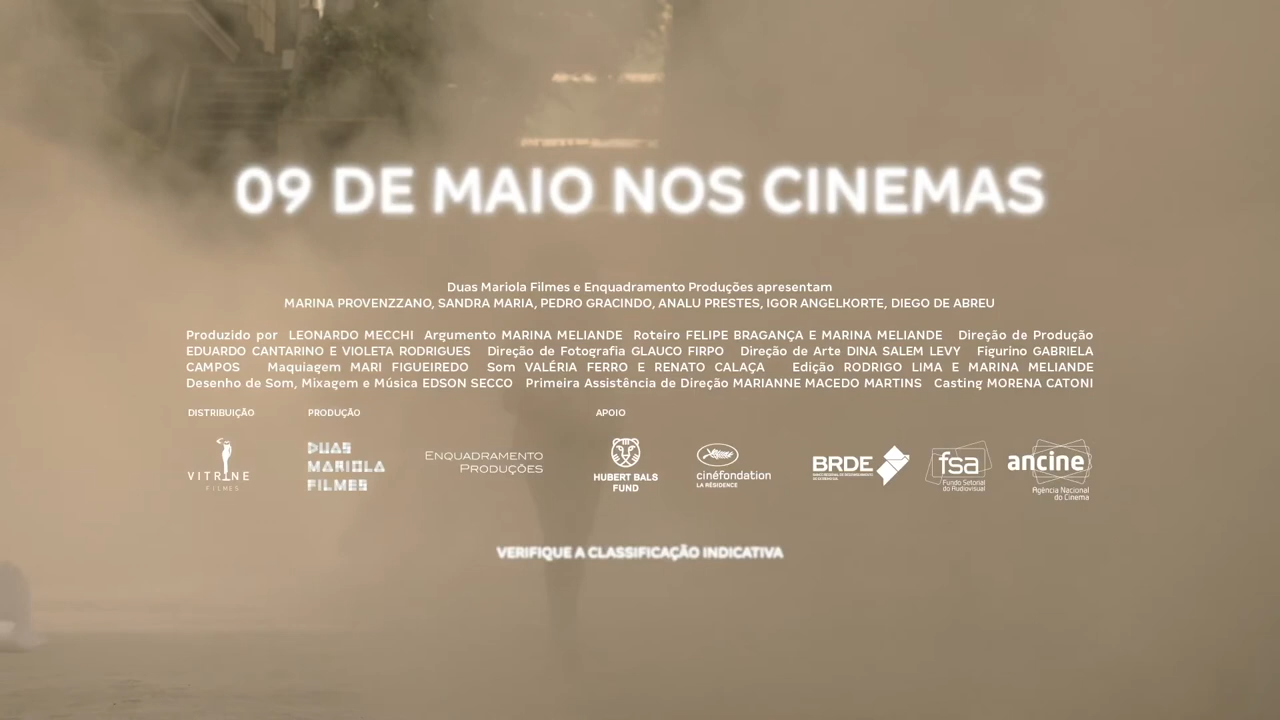 09 DE MAIO NOS CINEMAS
Duas Mariola Filmes e Enquadramento Produções apresentam
MARINA PROVENZZANO, SANDRA MARIA, PEDRO GRACINDO, ANALU PRESTES, IGOR ANGELKORTE, DIEGO DE ABREU
Produzido por LEONARDO MECCHI Argumento MARINA MELIANDE Roteiro FELIPE BRAGANÇA E MARINA MELIANDE Direção de Produção
EDUARDO CANTARINO E VIOLETA RODRIGUES Direção de Fotografia GLAUCO FIRPO Direção de Arte DINA SALEM LEVY Figurino GABRIELA
CAMPOS Maquiagem MARI FIGUEIREDO Som VALÉRIA FERRO E RENATO CALAÇA Edição RODRIGO LIMA E MARINA MELIANDE
Desenho de Som, Mixagem e Música EDSON SECCO Primeira Assistência de Direção MARIANNE MACEDO MARTINS Casting MORENA CATONI
DISTRIBUIÇÃO PRODUÇÃO APOIO
VITRINE
FILMES
DUAS
MARIOLA
FILMES
ENQUADRAMENTO
PRODUÇÕES
HUBERT BALS
FUND
cinéfondation
LA RÉSIDENCE
BRDE
fsa
Fundo Setorial
do Audiovisual
ancine
Agência Nacional
do Cinema
VERIFIQUE A CLASSIFICAÇÃO INDICATIVA